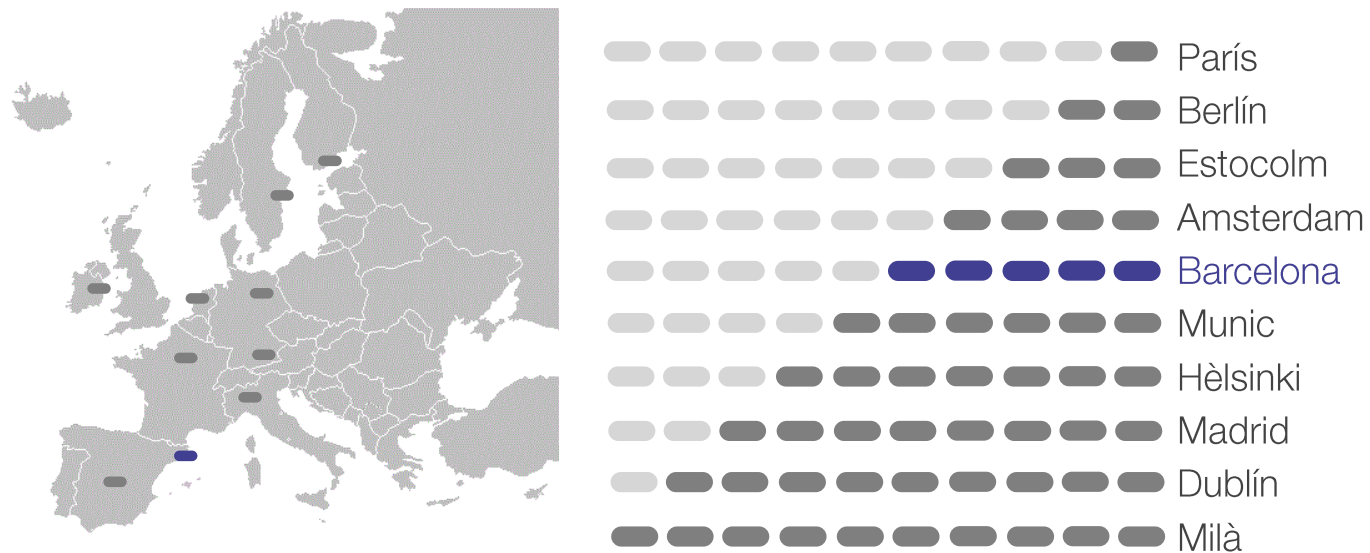 París
Berlín
Estocolm
Amsterdam
Barcelona
Munic
Hèlsinki
Madrid
Dublín
Milà